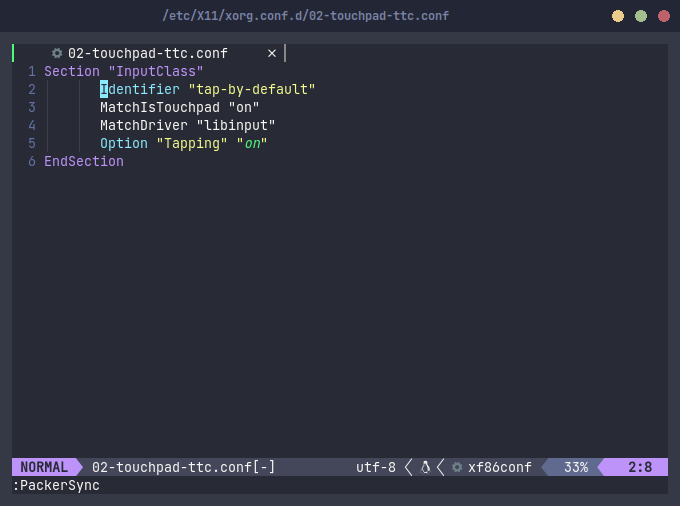 /etc/X11/xorg.conf.d/02-touchpad-ttc.conf
02-touchpad-ttc.conf ×
1 Section "InputClass"
2 Identifier "tap-by-default"
3 MatchIsTouchpad "on"
4 MatchDriver "libinput"
5 Option "Tapping" "on"
6 EndSection
NORMAL 02-touchpad-ttc.conf[-] utf-8 xf86conf 33% 2:8
:PackerSync